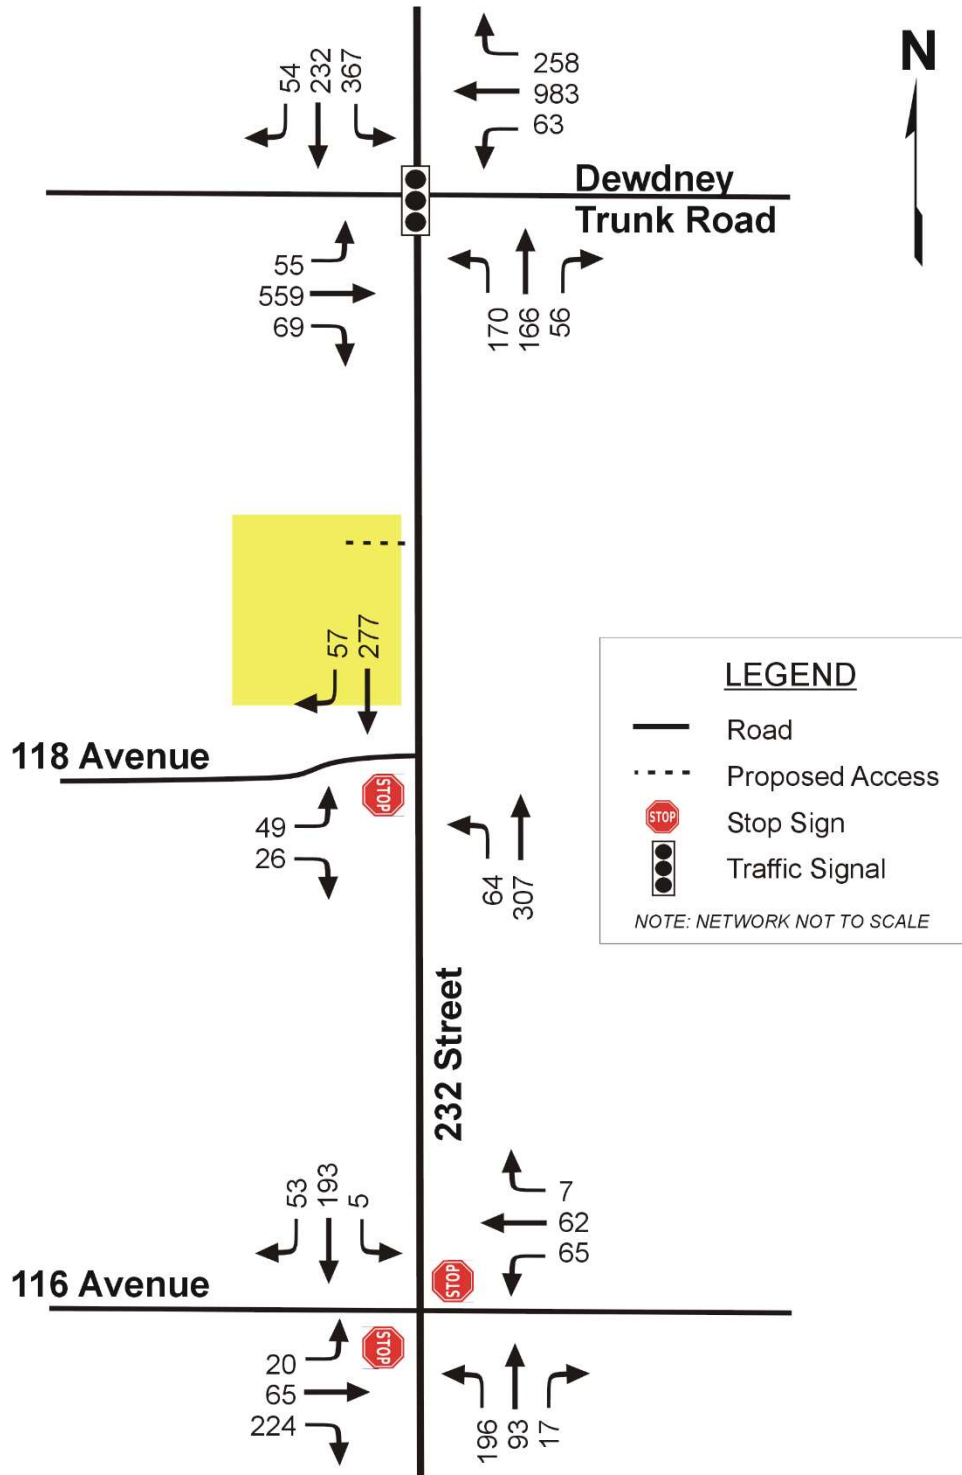 N
54
232
367
258
983
63
Dewdney
Trunk Road
55
559
69
170
166
56
57
277
118 Avenue
STOP
49
26
64
307
LEGEND
Road
Proposed Access
STOP
Stop Sign
Traffic Signal
NOTE: NETWORK NOT TO SCALE
232 Street
53
193
5
7
62
65
116 Avenue
STOP
STOP
20
65
224
196
93
17